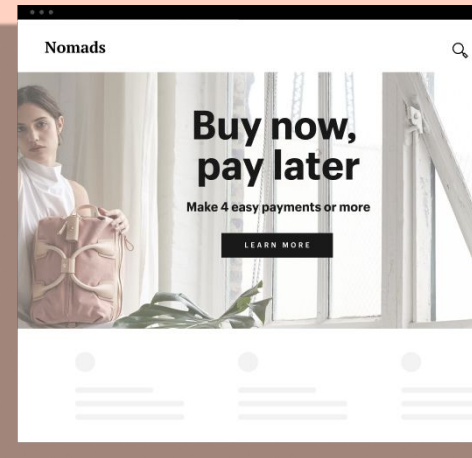 Nomads
Buy now,
pay later
Make 4 easy payments or more
LEARN MORE